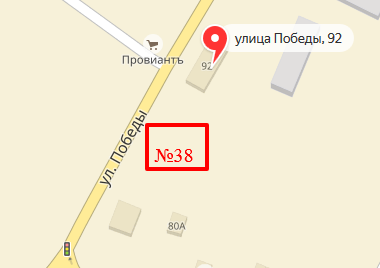 улица Победы, 92
Провиантъ
92
ул. Победы
№38
80А